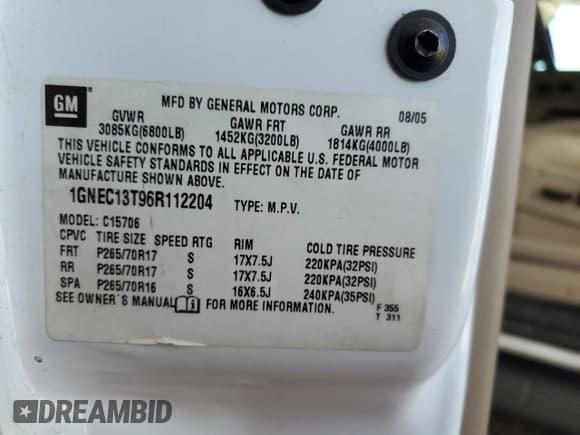 GM
MFD BY GENERAL MOTORS CORP. 08/05
GVWR GAWR FRT GAWR RR
3085KG(6800LB) 1452KG(3200LB) 1814KG(4000LB)
THIS VEHICLE CONFORMS TO ALL APPLICABLE U.S. FEDERAL MOTOR
VEHICLE SAFETY STANDARDS IN EFFECT ON THE DATE OF
MANUFACTURE SHOWN ABOVE.
1GNEC13T96R112204 TYPE: M.P.V.
MODEL: C15706
CPVC TIRE SIZE SPEED RTG RIM COLD TIRE PRESSURE
FRT P265/70R17 S 17X7.5J 220KPA(32PSI)
RR P265/70R17 S 17X7.5J 220KPA(32PSI)
SPA P265/70R16 S 16X6.5J 240KPA(35PSI)
SEE OWNER´S MANUAL i FOR MORE INFORMATION.
F 355
T 311
DREAMBID